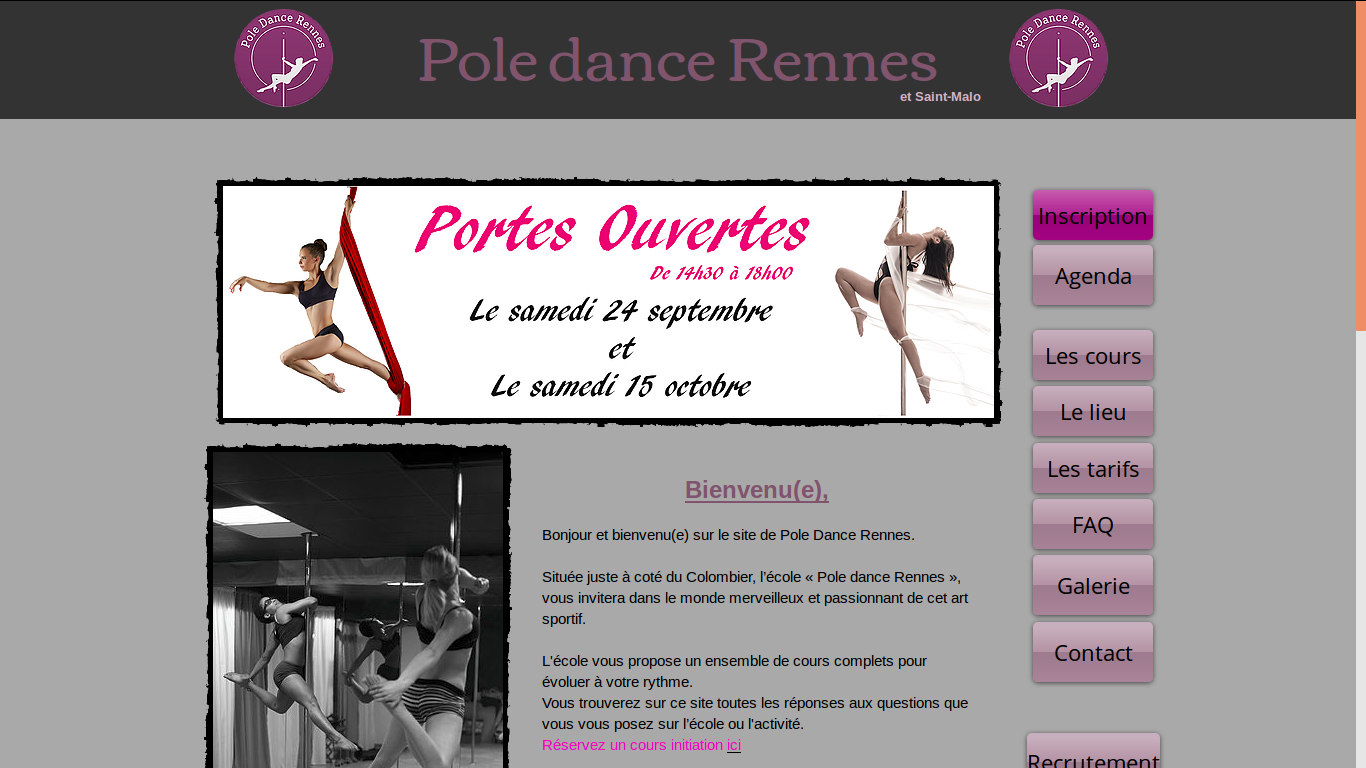 Pole Dance Rennes
Pole dance Rennes
et Saint-Malo
Pole Dance Rennes
Portes Ouvertes
De 14h30 à 18h00
Le samedi 24 septembre
et
Le samedi 15 octobre
Inscription
Agenda
Les cours
Le lieu
Les tarifs
FAQ
Galerie
Contact
Recrutement
Bienvenu(e),
Bonjour et bienvenu(e) sur le site de Pole Dance Rennes.
Située juste à coté du Colombier, l’école « Pole dance Rennes »,
vous invitera dans le monde merveilleux et passionnant de cet art
sportif.
L'école vous propose un ensemble de cours complets pour
évoluer à votre rythme.
Vous trouverez sur ce site toutes les réponses aux questions que
vous vous posez sur l’école ou l'activité.
Réservez un cours initiation ici